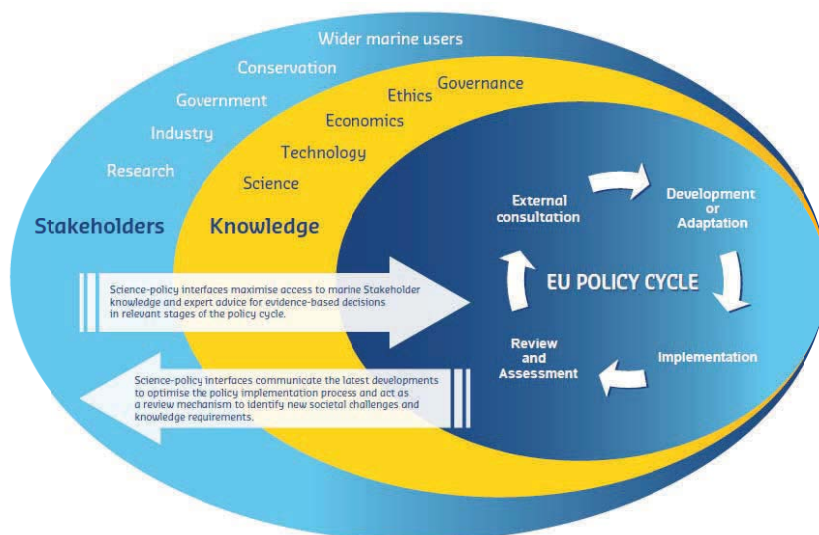 Wider marine users
Conservation
Government
Industry
Research
Stakeholders
Governance
Ethics
Economics
Technology
Science
Knowledge
External
consultation
Development
or
Adaptation
EU POLICY CYCLE
Review
and
Assessment
Implementation
Science-policy interfaces maximise access to marine Stakeholder
knowledge and expert advice for evidence-based decisions
in relevant stages of the policy cycle.
Science-policy interfaces communicate the latest developments
to optimise the policy implementation process and act as
a review mechanism to identify new societal challenges and
knowledge requirements.